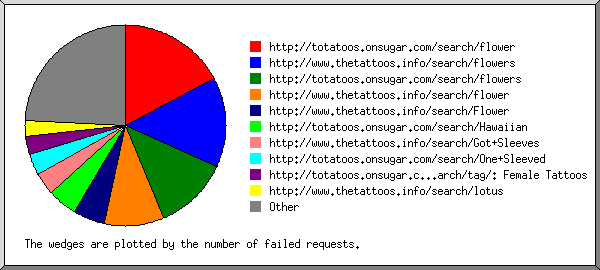 http://totatoos.onsugar.com/search/flower
http://www.thetattoos.info/search/flowers
http://totatoos.onsugar.com/search/flowers
http://www.thetattoos.info/search/flower
http://www.thetattoos.info/search/Flower
http://totatoos.onsugar.com/search/Hawaiian
http://www.thetattoos.info/search/Got+Sleeves
http://totatoos.onsugar.com/search/One+Sleeved
http://totatoos.onsugar.c...arch/tag/: Female Tattoos
http://www.thetattoos.info/search/lotus
Other
The wedges are plotted by the number of failed requests.